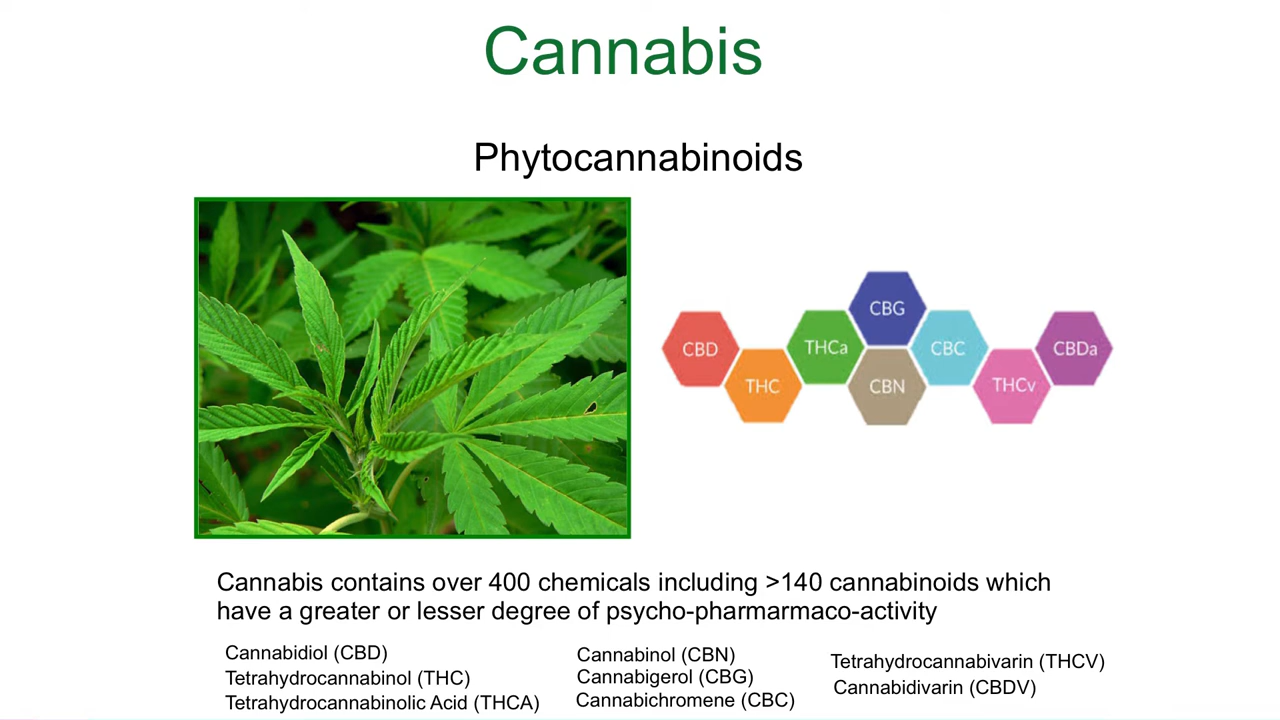 Cannabis
Phytocannabinoids
CBG
CBD
THCa
CBC
CBDa
THC
CBN
THCv
Cannabis contains over 400 chemicals including >140 cannabinoids which
have a greater or lesser degree of psycho-pharmarmaco-activity
Cannabidiol (CBD)
Tetrahydrocannabinol (THC)
Tetrahydrocannabinolic Acid (THCA)
Cannabinol (CBN)
Cannabigerol (CBG)
Cannabichromene (CBC)
Tetrahydrocannabivarin (THCV)
Cannabidivarin (CBDV)